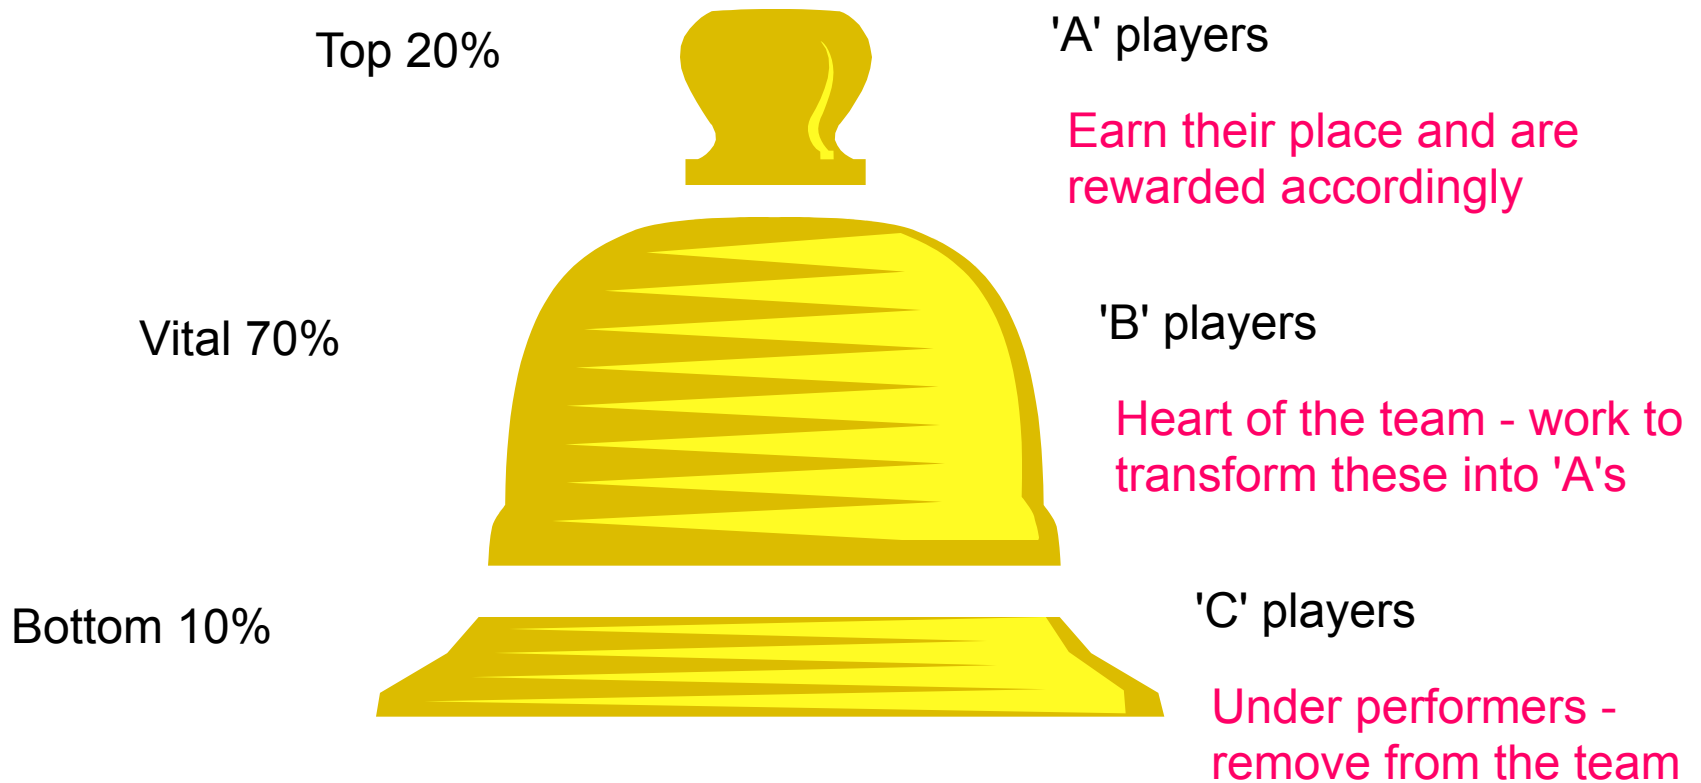 Top 20%
'A' players
Earn their place and are
rewarded accordingly
Vital 70%
'B' players
Heart of the team - work to
transform these into 'A's
Bottom 10%
'C' players
Under performers -
remove from the team